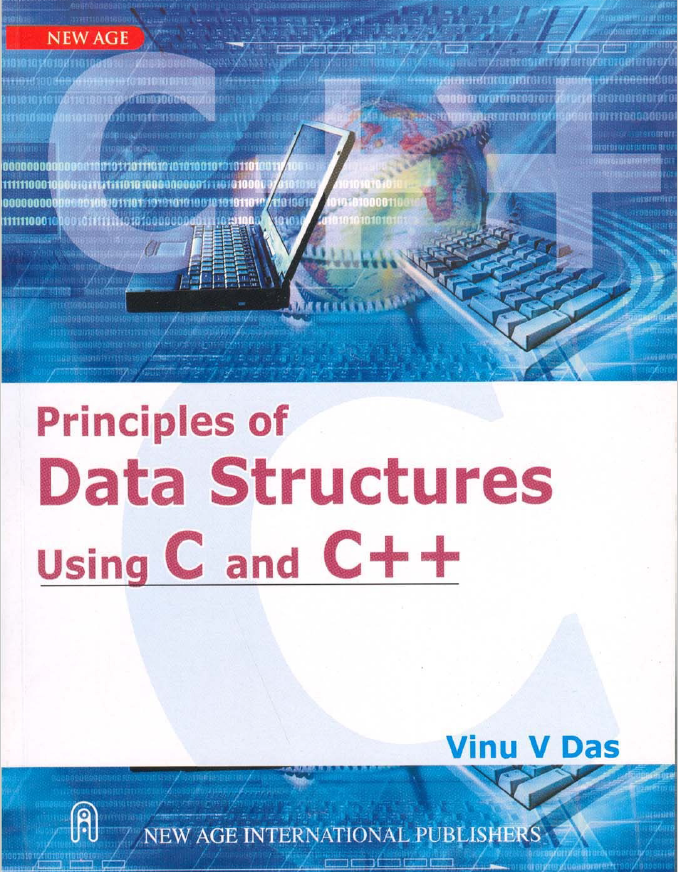 NEW AGE
C++
Principles of
Data Structures
Using C and C++
C
Vinu V Das
NEW AGE INTERNATIONAL PUBLISHERS